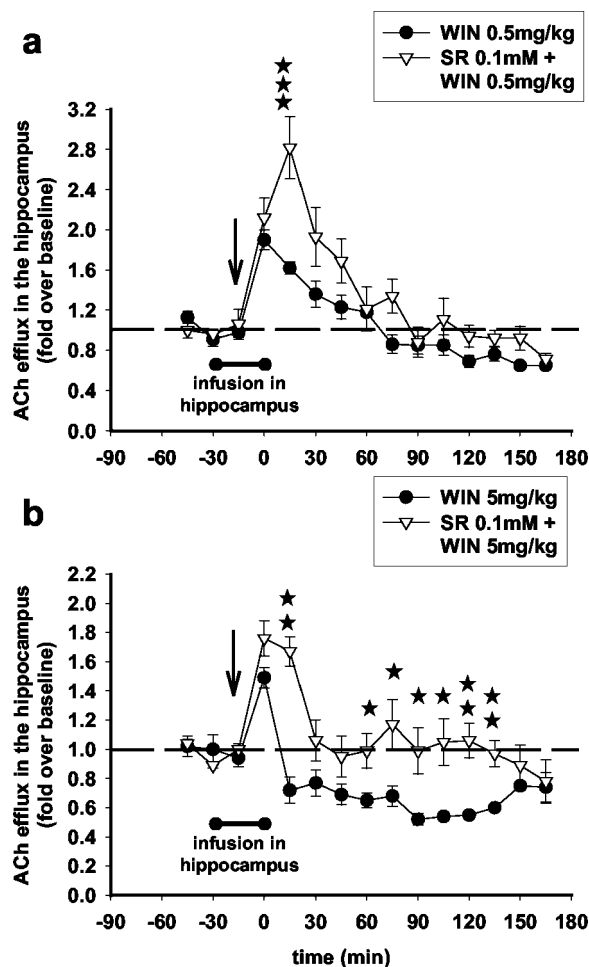 a
WIN 0.5mg/kg
SR 0.1mM +
WIN 0.5mg/kg
ACh efflux in the hippocampus
(fold over baseline)
3.2
2.8
2.4
2.0
1.6
1.2
0.8
0.4
0.0
infusion in
hippocampus
-90 -60 -30 0 30 60 90 120 150 180
b
WIN 5mg/kg
SR 0.1mM +
WIN 5mg/kg
ACh efflux in the hippocampus
(fold over baseline)
2.2
2.0
1.8
1.6
1.4
1.2
1.0
0.8
0.6
0.4
0.2
0.0
infusion in
hippocampus
-90 -60 -30 0 30 60 90 120 150 180
time (min)